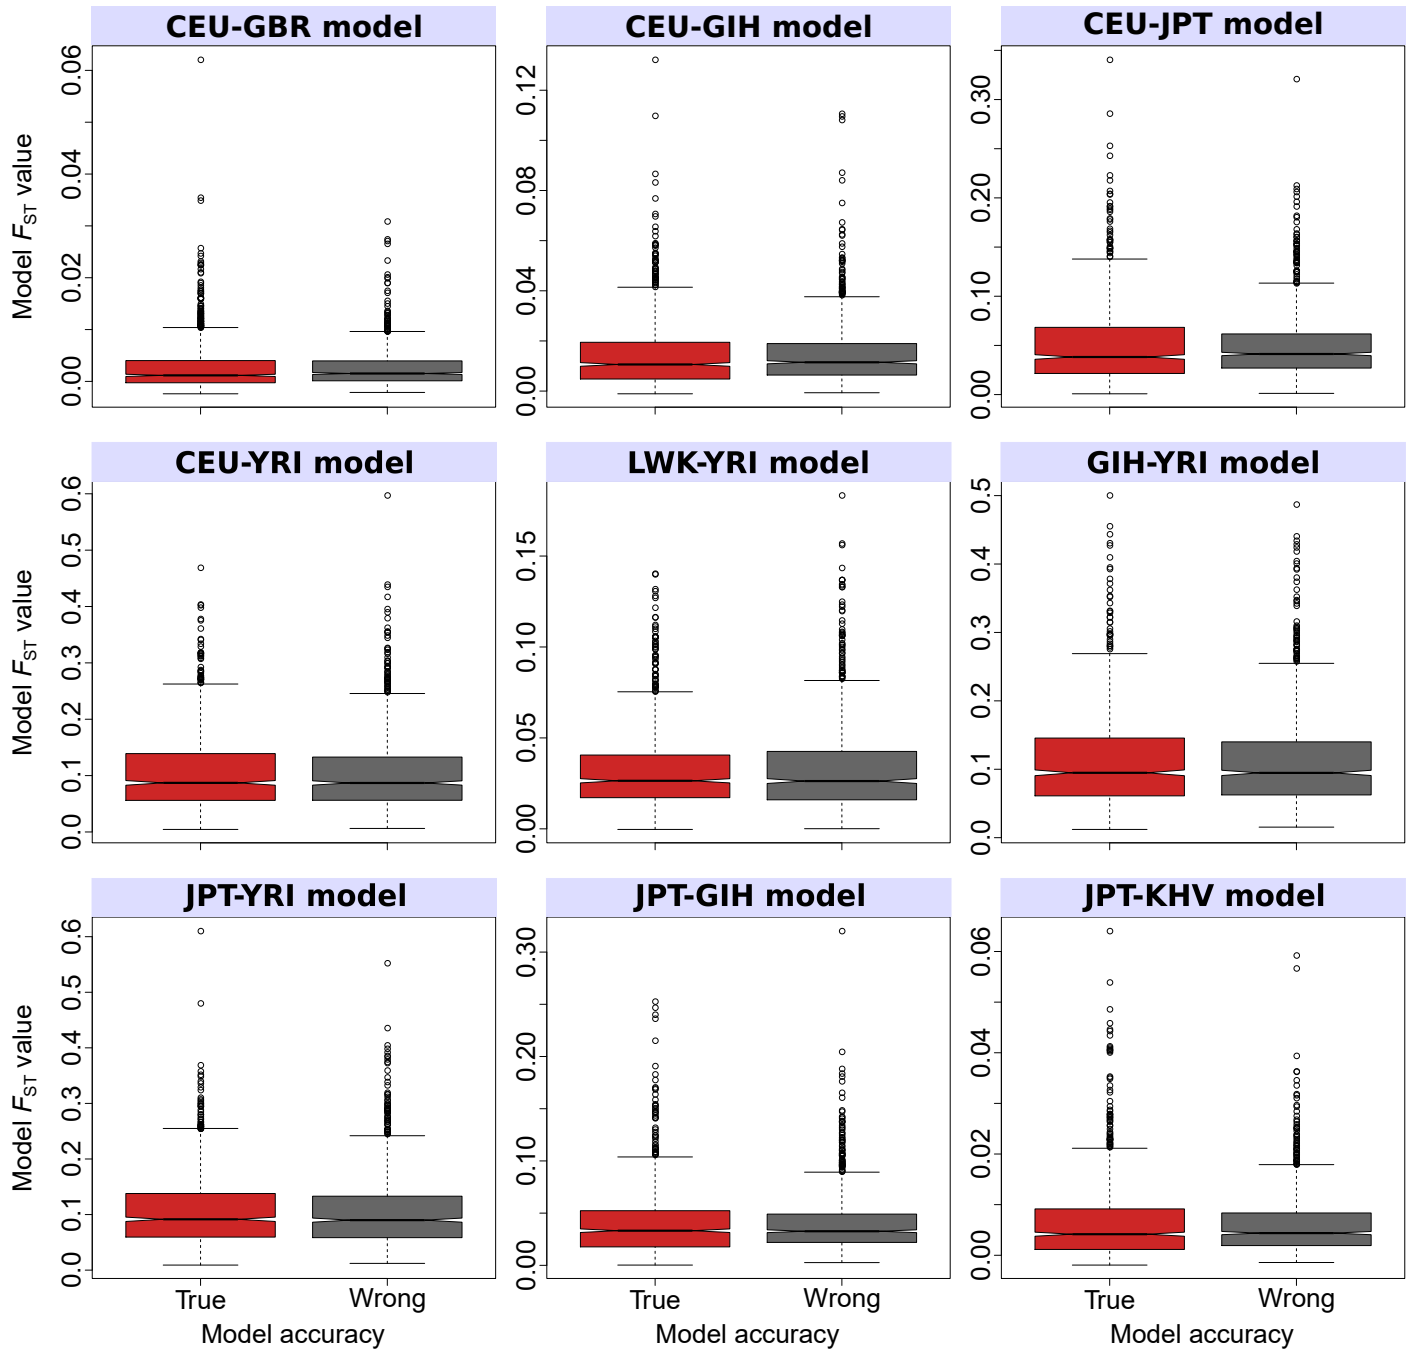 CEU-GBR model
CEU-GIH model
CEU-JPT model
Model FST value
0.06
0.04
0.02
0.00
0.12
0.08
0.04
0.00
0.30
0.20
0.10
0.00
CEU-YRI model
LWK-YRI model
GIH-YRI model
Model FST value
0.6
0.5
0.4
0.3
0.2
0.1
0.0
0.15
0.10
0.05
0.00
0.5
0.4
0.3
0.2
0.1
0.0
JPT-YRI model
JPT-GIH model
JPT-KHV model
Model FST value
0.6
0.5
0.4
0.3
0.2
0.1
0.0
0.30
0.20
0.10
0.00
0.06
0.04
0.02
0.00
True Wrong
Model accuracy
True Wrong
Model accuracy
True Wrong
Model accuracy